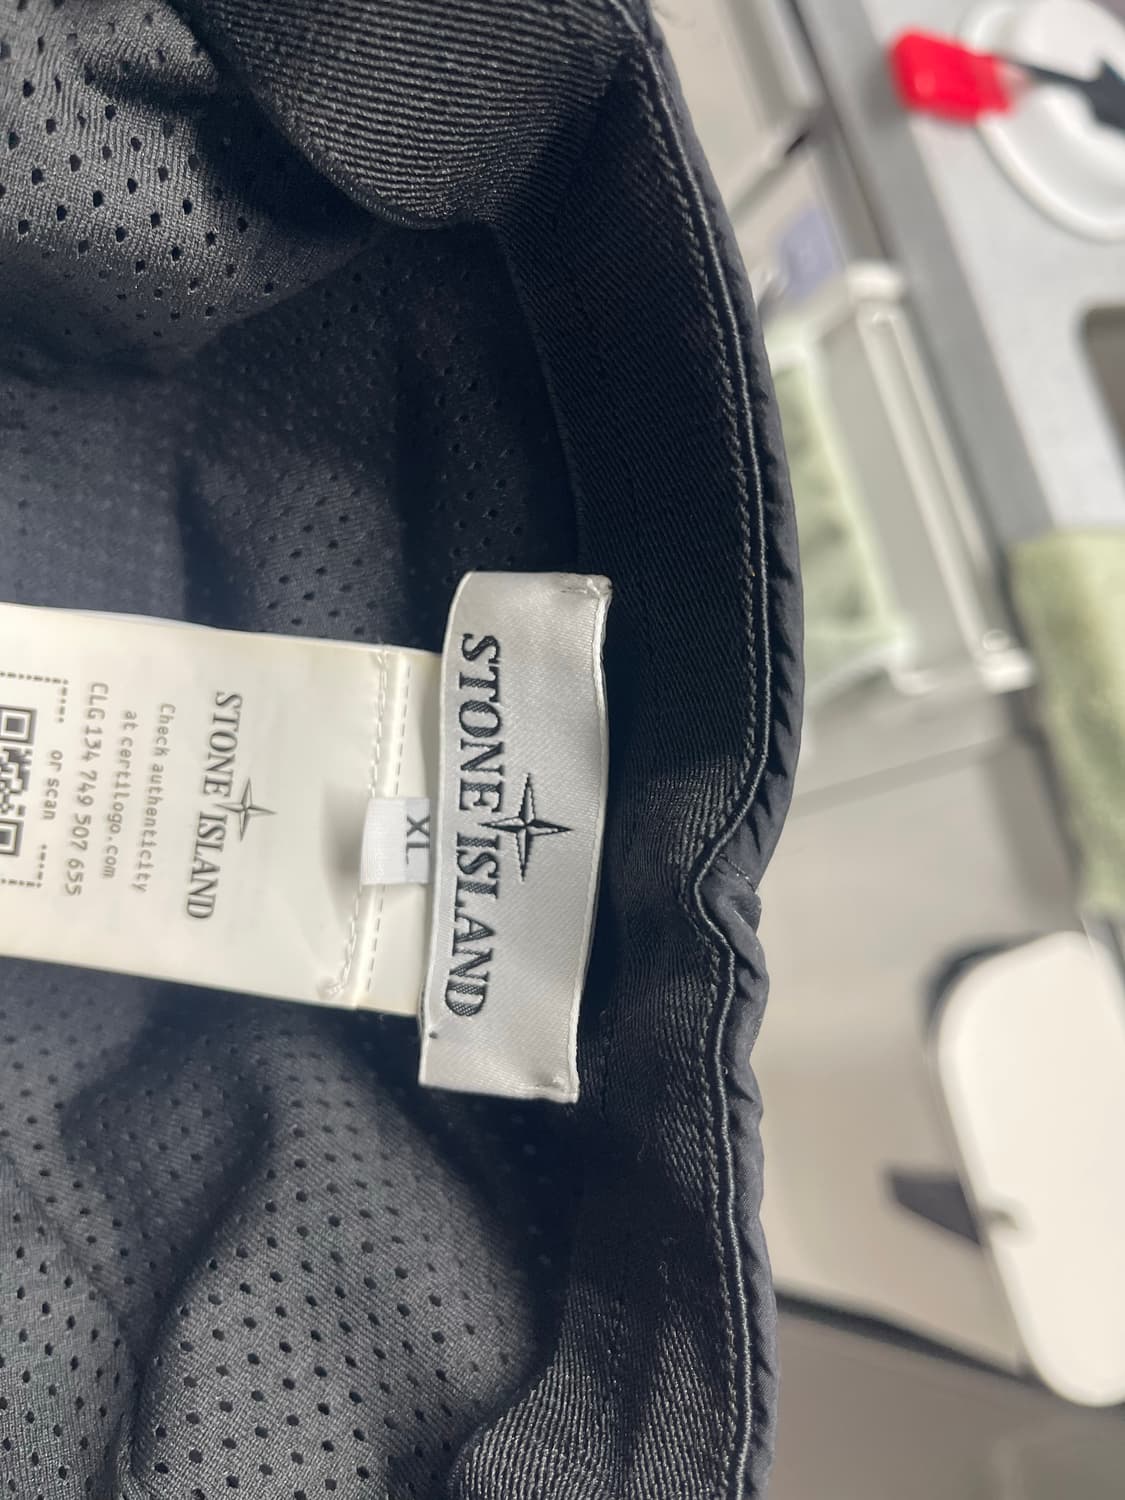 STONE ISLAND
XL
STONE ISLAND
Check authenticity
at certilogo.com
CLG 134 749 507 655
or scan